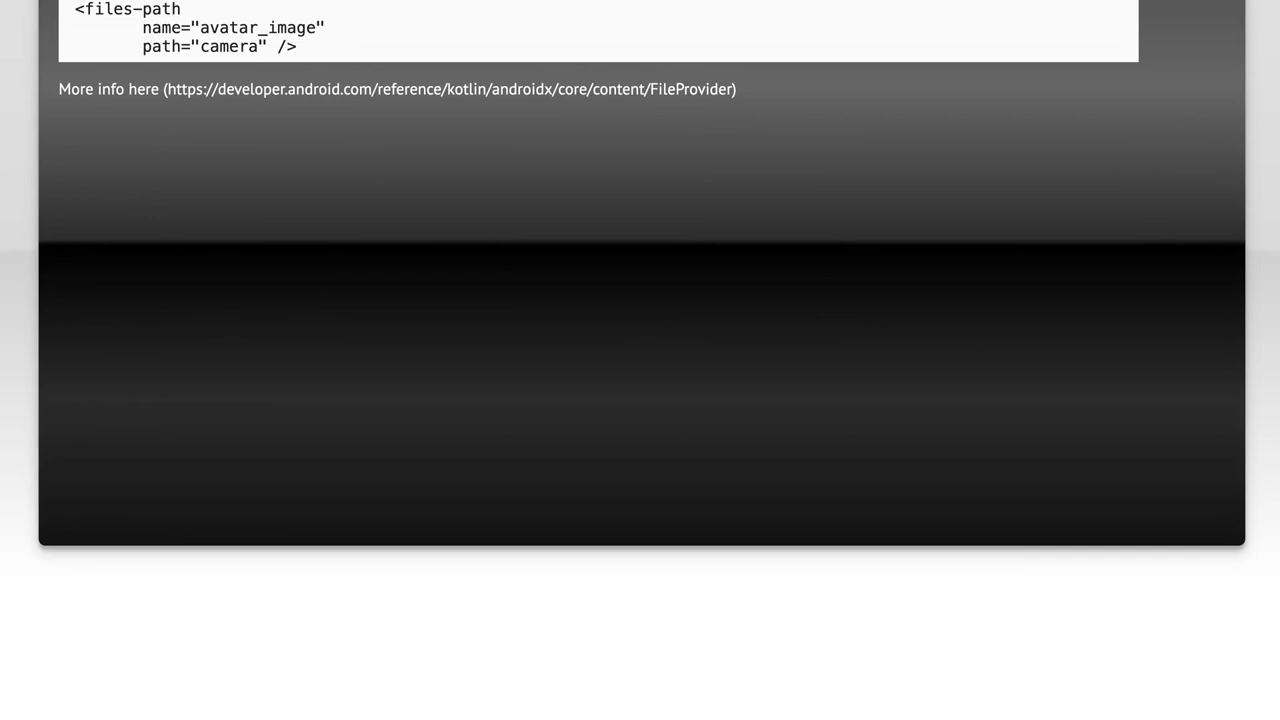 <files-path
name="avatar_image"
path="camera" />
More info here (https://developer.android.com/reference/kotlin/androidx/core/content/FileProvider)